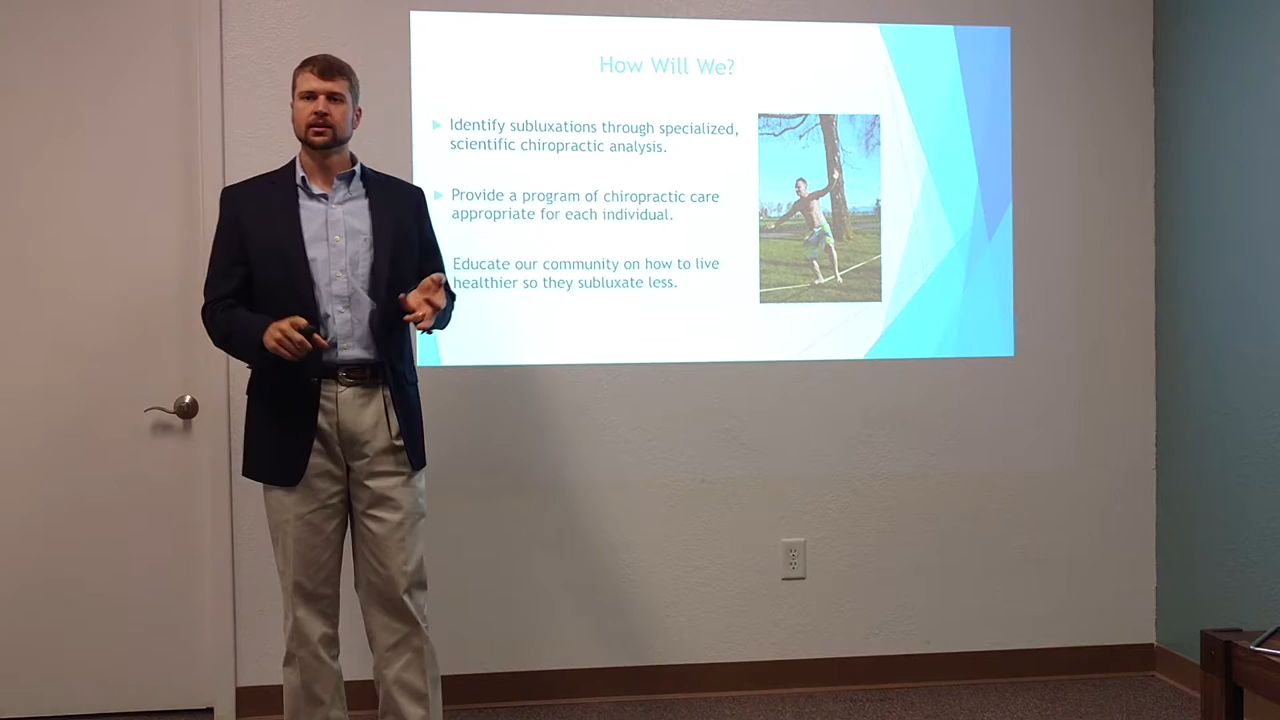 How Will We?
Identify subluxations through specialized,
scientific chiropractic analysis.
Provide a program of chiropractic care
appropriate for each individual.
Educate our community on how to live
healthier so they subluxate less.